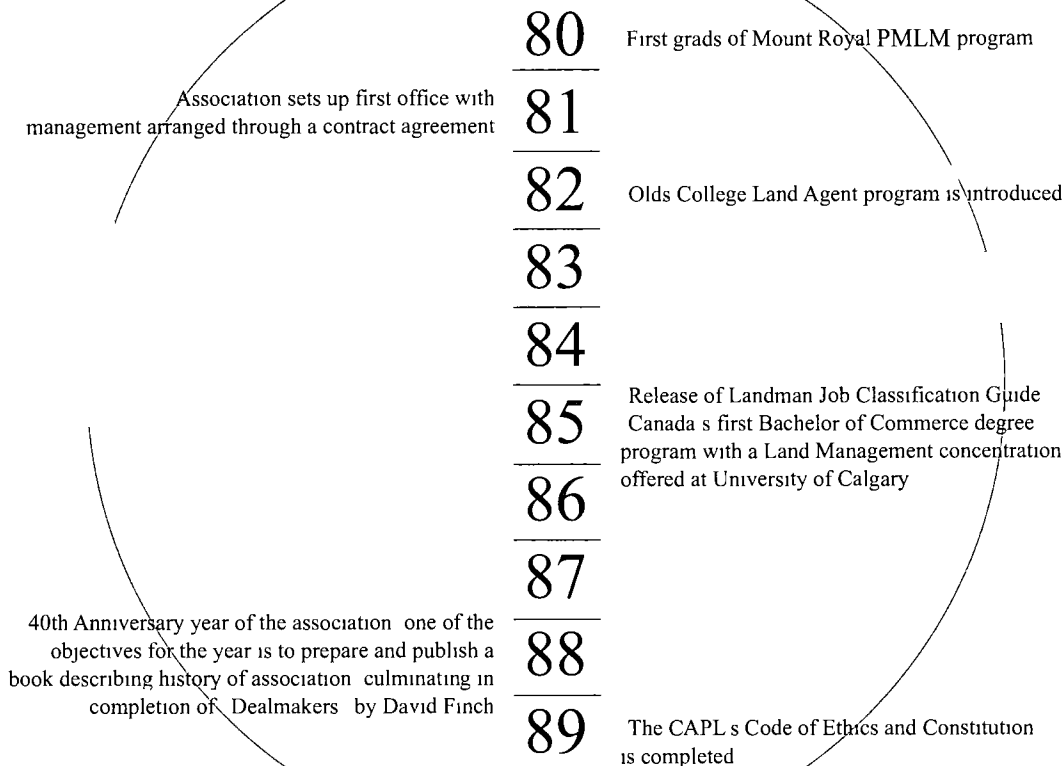 80 First grads of Mount Royal PMLM program
Association sets up first office with
management arranged through a contract agreement
81
82 Olds College Land Agent program is introduced
83
84
85
Release of Landman Job Classification Guide
Canada s first Bachelor of Commerce degree
program with a Land Management concentration
offered at University of Calgary
86
87
40th Anniversary year of the association one of the
objectives for the year is to prepare and publish a
book describing history of association culminating in
completion of Dealmakers by David Finch
88
89
The CAPL s Code of Ethics and Constitution
is completed